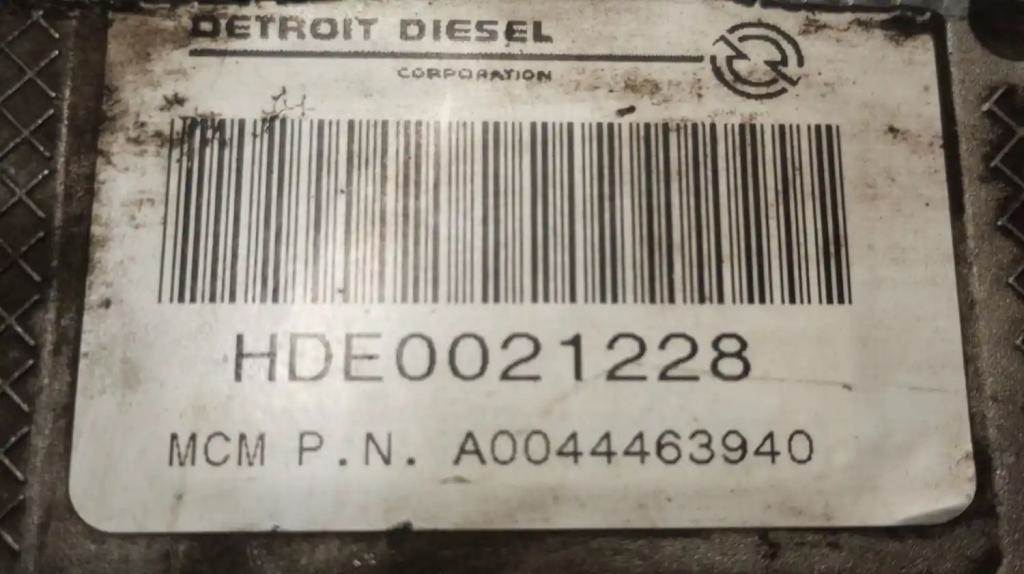 DETROIT DIESEL
CORPORATION
HDE0021228
MCM P.N. A0044463940